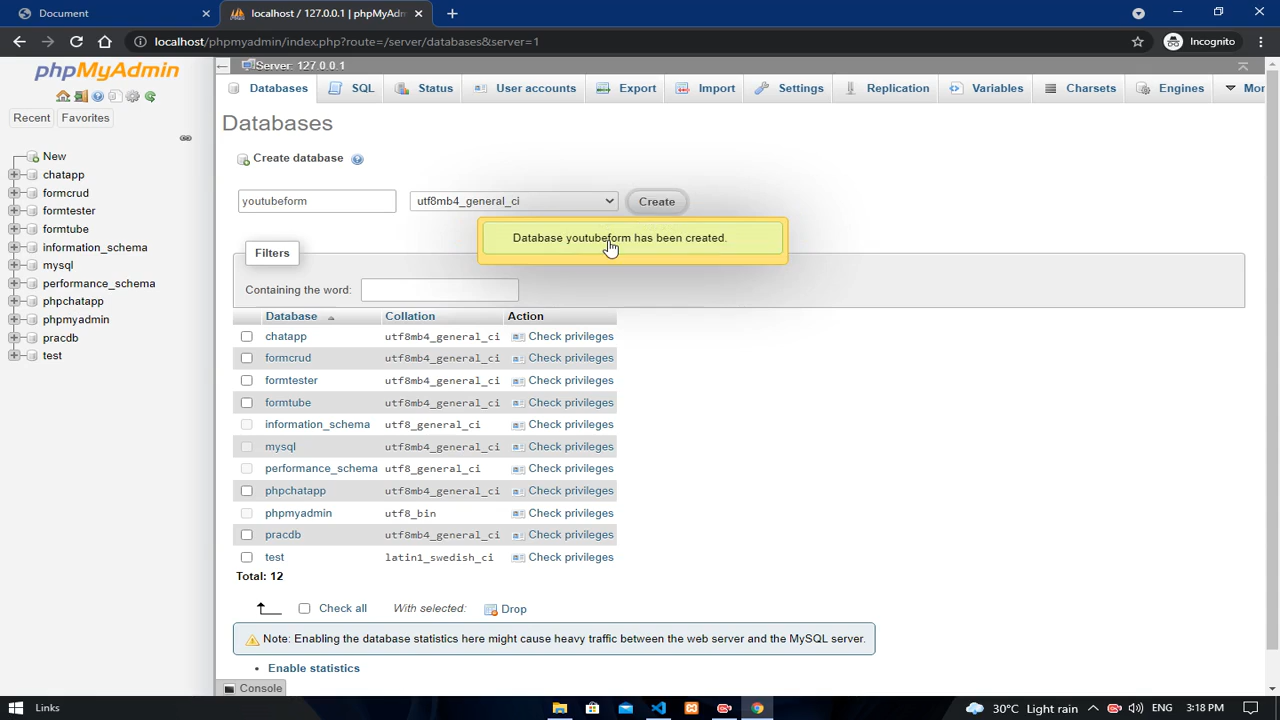 Document
localhost / 127.0.0.1 | phpMyAdm
localhost/phpmyadmin/index.php?route=/server/databases&server=1
Incognito
phpMyAdmin
Recent
Favorites
New
chatapp
formcrud
formtester
formtube
information_schema
mysql
performance_schema
phpchatapp
phpmyadmin
pracdb
test
Server: 127.0.0.1
Databases
SQL
Status
User accounts
Export
Import
Settings
Replication
Variables
Charsets
Engines
Mor
Databases
Create database
youtubeform
utf8mb4_general_ci
Create
Database youtubeform has been created.
Filters
Containing the word:
Database Collation Action
chatapp utf8mb4_general_ci Check privileges
formcrud utf8mb4_general_ci Check privileges
formtester utf8mb4_general_ci Check privileges
formtube utf8mb4_general_ci Check privileges
information_schema utf8_general_ci Check privileges
mysql utf8mb4_general_ci Check privileges
performance_schema utf8_general_ci Check privileges
phpchatapp utf8mb4_general_ci Check privileges
phpmyadmin utf8_bin Check privileges
pracdb utf8mb4_general_ci Check privileges
test latin1_swedish_ci Check privileges
Total: 12
Check all With selected: Drop
Note: Enabling the database statistics here might cause heavy traffic between the web server and the MySQL server.
• Enable statistics
Console
Links
30°C Light rain
ENG
3:18 PM